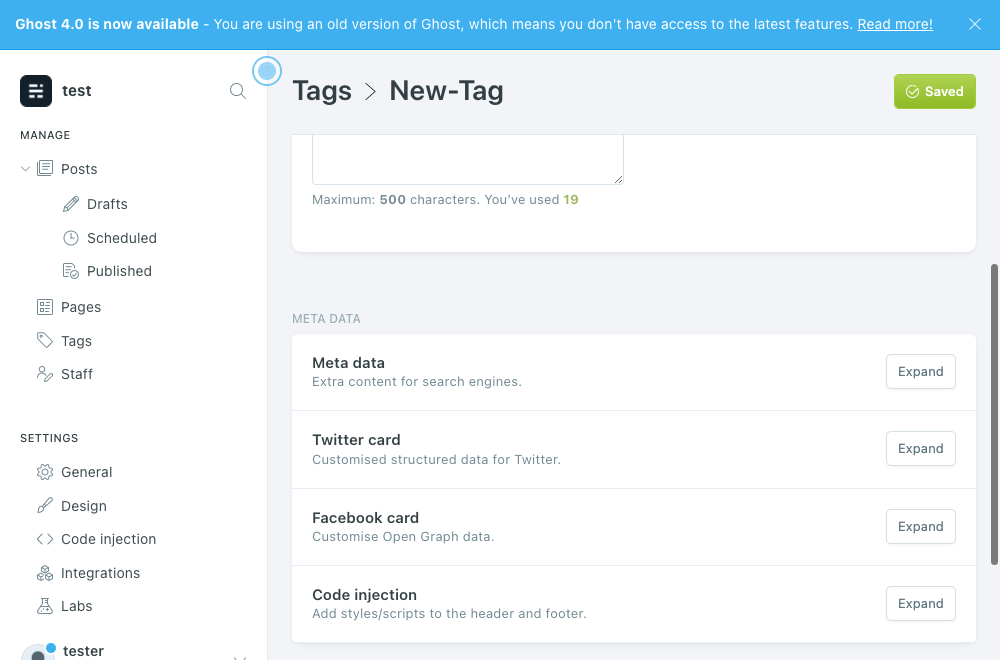 Ghost 4.0 is now available - You are using an old version of Ghost, which means you don't have access to the latest features. Read more!
test
Tags > New-Tag
Saved
MANAGE
Posts
Drafts
Scheduled
Published
Pages
Tags
Staff
SETTINGS
General
Design
Code injection
Integrations
Labs
tester
Maximum: 500 characters. You’ve used 19
META DATA
Meta data
Extra content for search engines.
Expand
Twitter card
Customised structured data for Twitter.
Expand
Facebook card
Customise Open Graph data.
Expand
Code injection
Add styles/scripts to the header and footer.
Expand